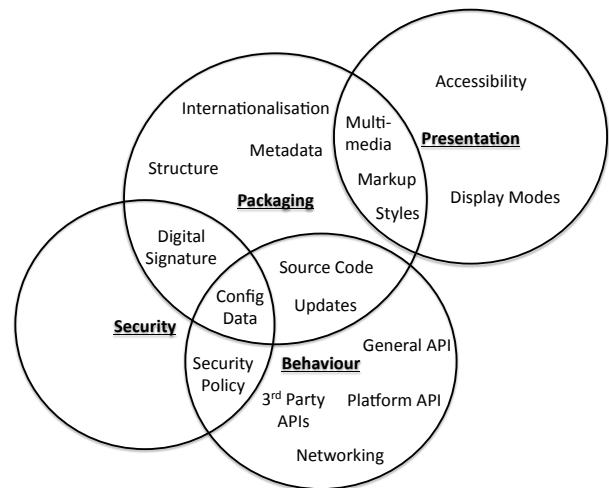 Accessibility
Internationalisation
Multi-
media
Presentation
Metadata
Structure
Markup
Display Modes
Packaging
Styles
Digital
Signature
Source Code
Config
Data
Updates
Security
General API
Security
Policy
Behaviour
3rd Party
APIs
Platform API
Networking